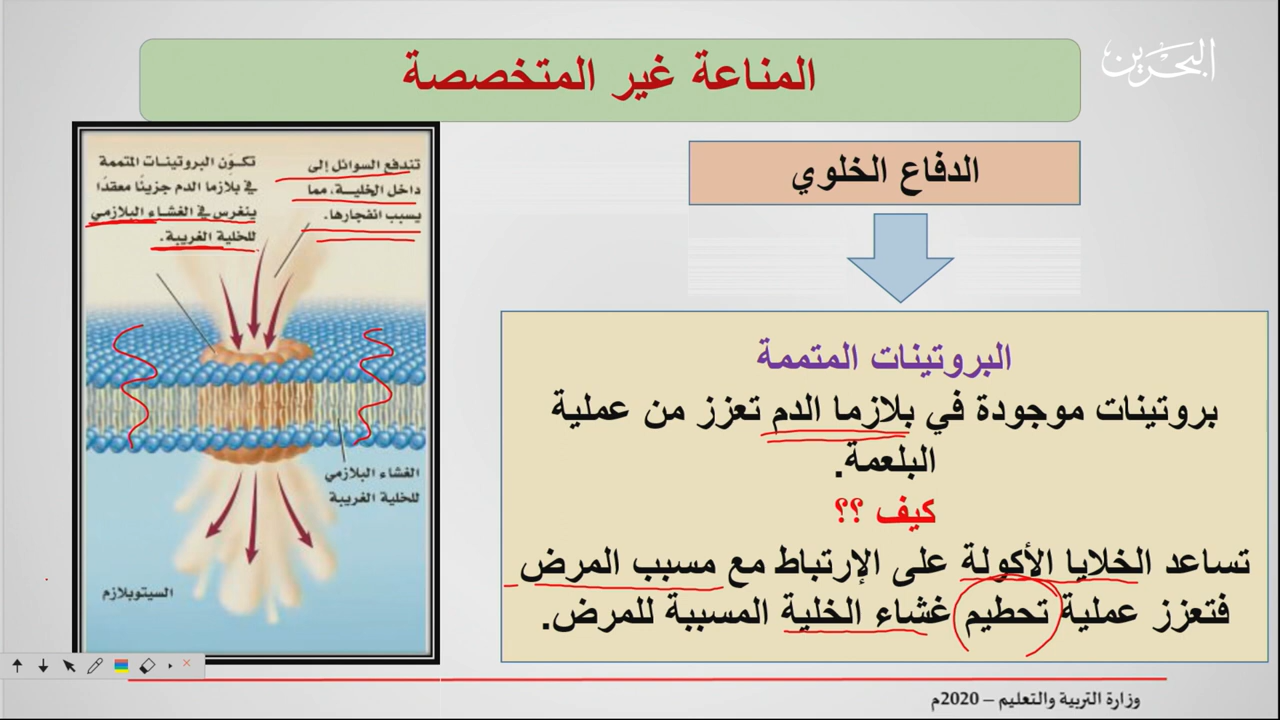 البحرين
المناعة غير المتخصصة
الدفاع الخلوي
البروتينات المتممة
بروتينات موجودة في بلازما الدم تعزز من عملية
البلعمة.
كيف ؟؟
تساعد الخلايا الأكولة على الإرتباط مع مسبب المرض
فتعزز عملية تحطيم غشاء الخلية المسببة للمرض.
تندفع السوائل إلى
داخل الخلية، مما
يسبب انفجارها.
تكوّن البروتينات المتممة
في بلازما الدم جزيئًا معقدًا
ينغرس في الغشاء البلازمي
للخلية الغريبة.
الغشاء البلازمي
للخلية الغريبة
السيتوبلازم
وزارة التربية والتعليم – 2020م